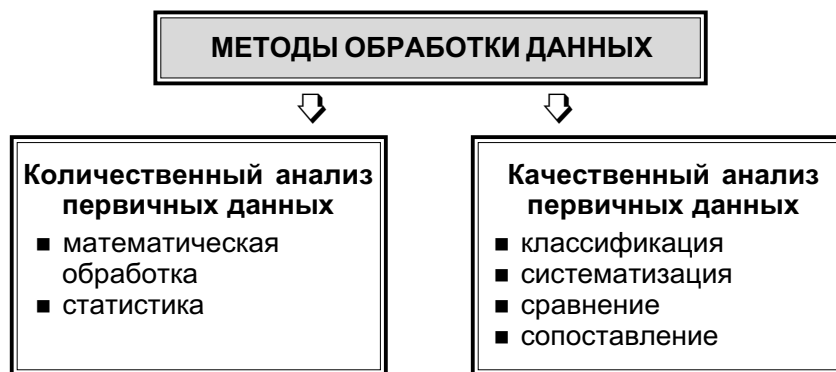 МЕТОДЫ ОБРАБОТКИ ДАННЫХ
Количественный анализ
первичных данных
■ математическая
обработка
■ статистика
Качественный анализ
первичных данных
■ классификация
■ систематизация
■ сравнение
■ сопоставление